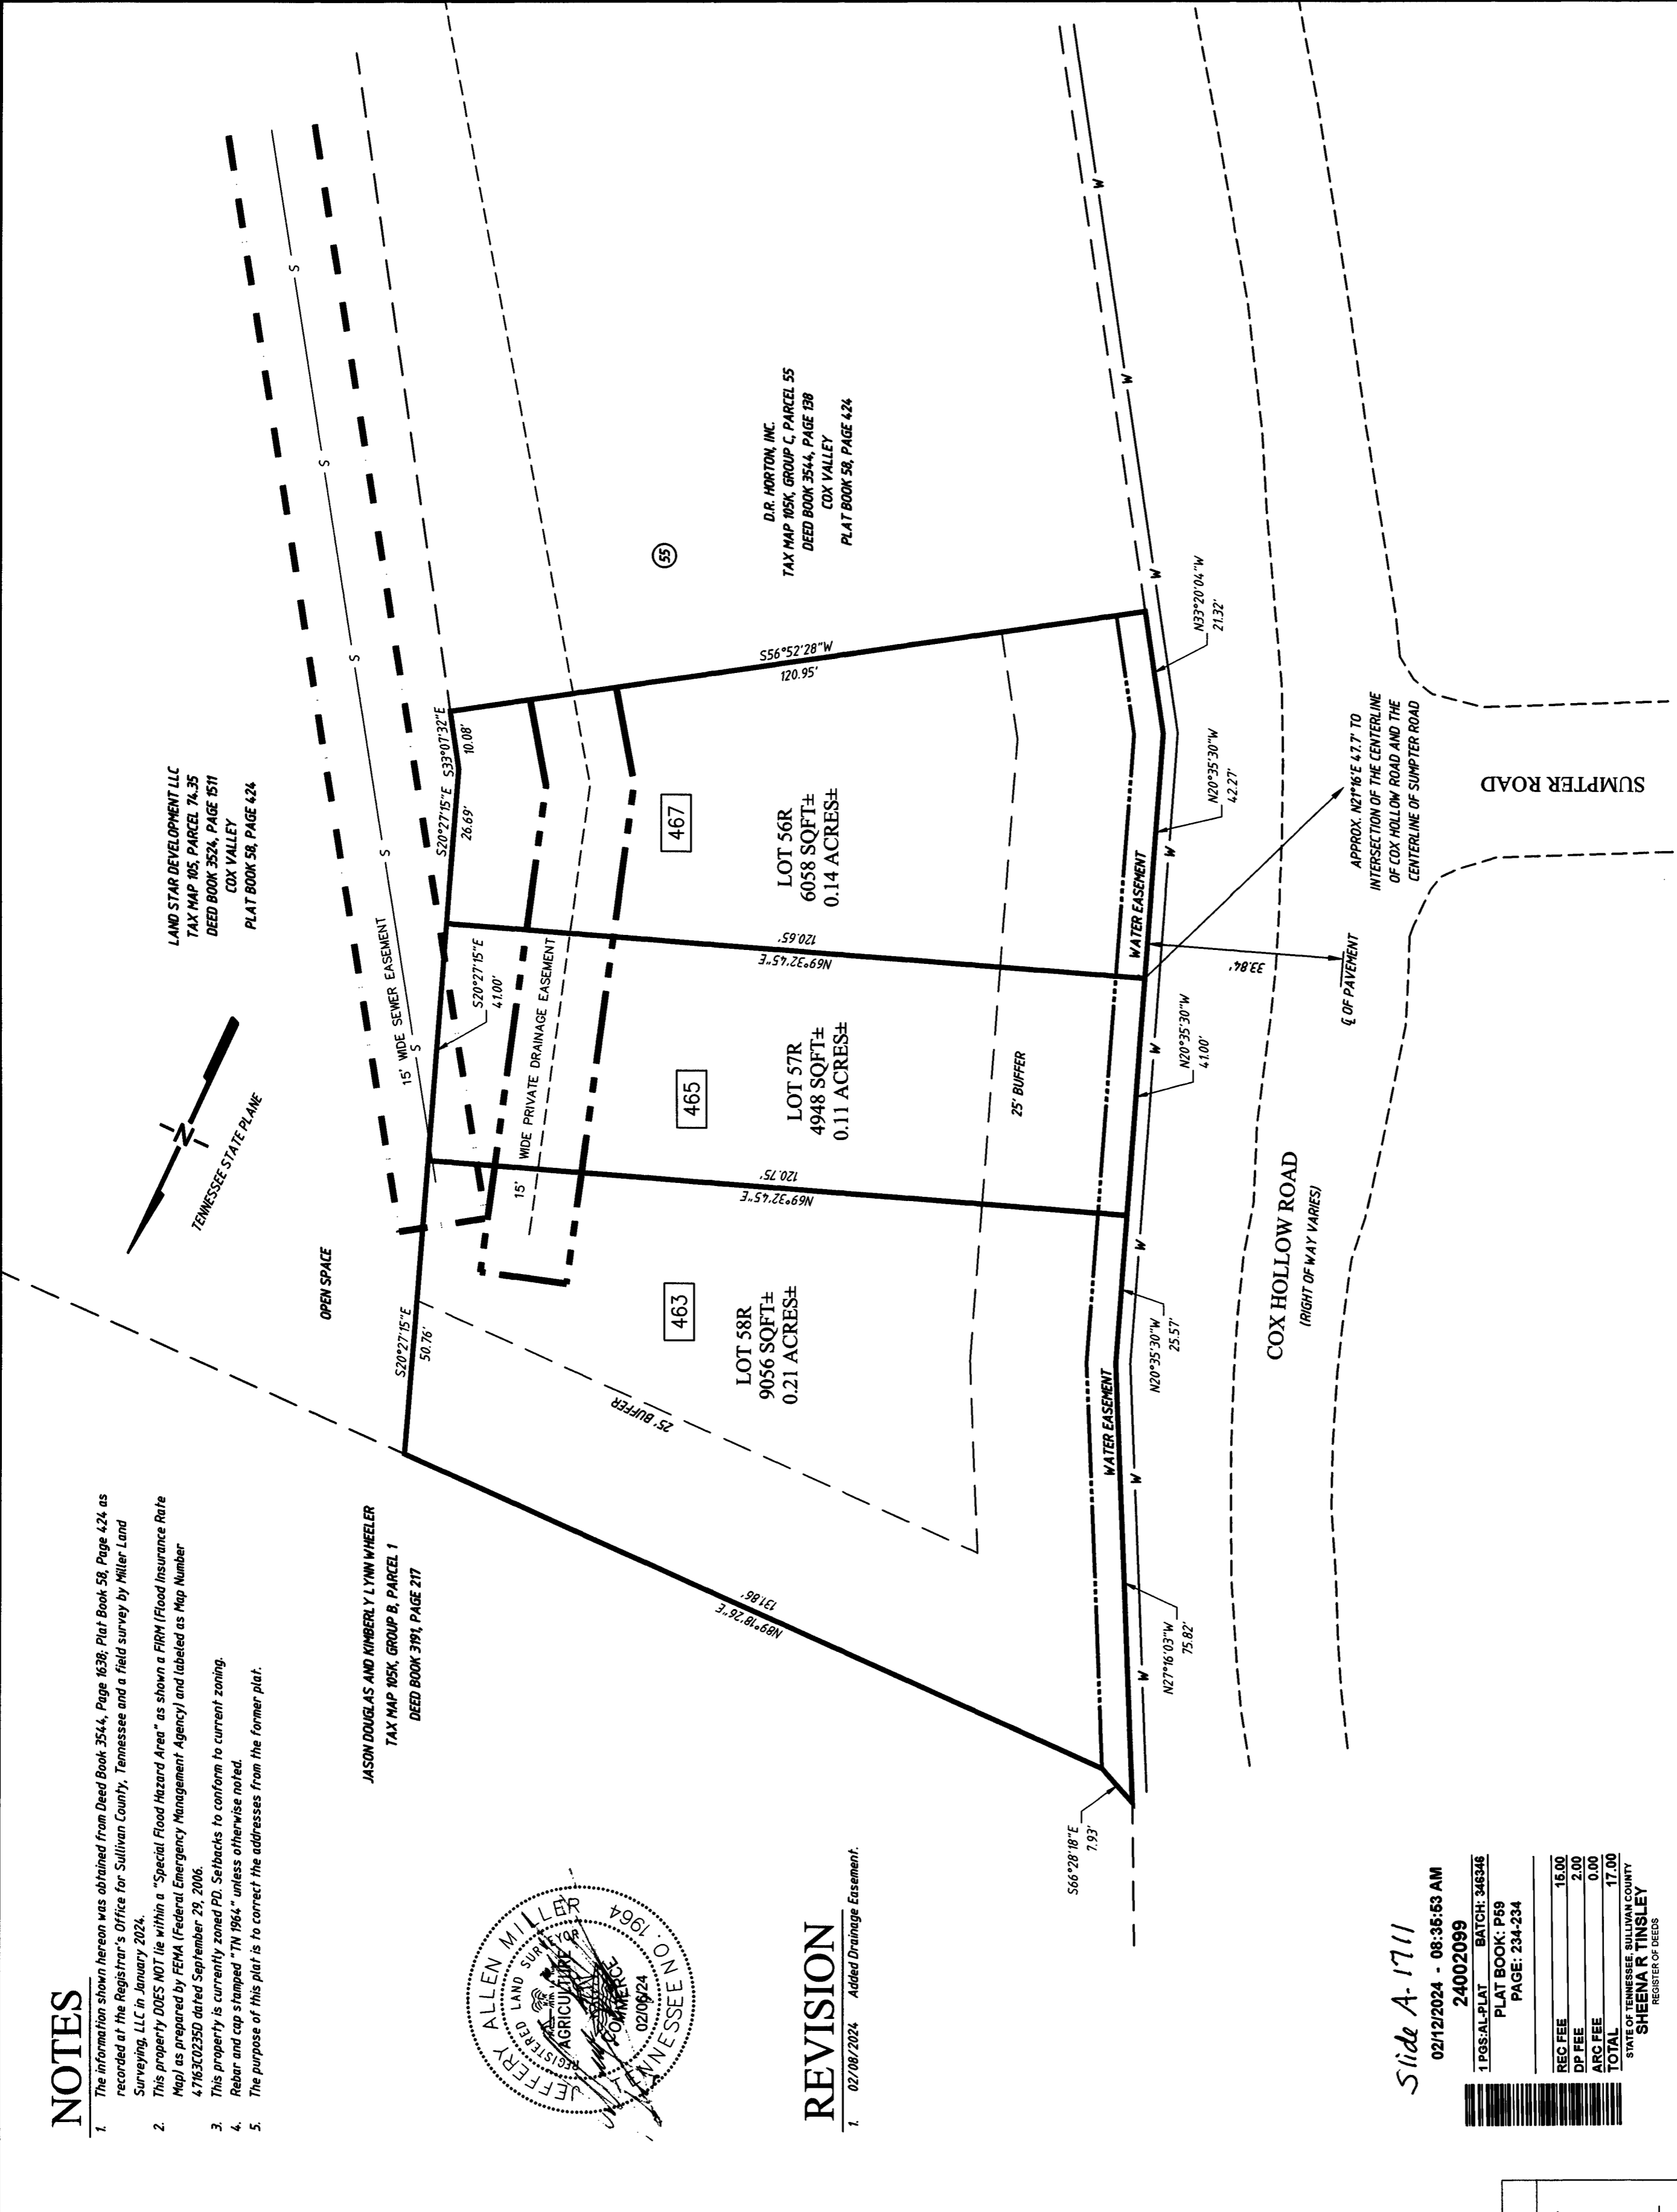 NOTES
1. The information shown hereon was obtained from Deed Book 3544, Page 1638; Plat Book 58, Page 424 as
recorded at the Registrar's Office for Sullivan County, Tennessee and a field survey by Miller Land
Surveying, LLC in January 2024.
2. This property DOES NOT lie within a "Special Flood Hazard Area" as shown a FIRM (Flood Insurance Rate
Map) as prepared by FEMA (Federal Emergency Management Agency) and labeled as Map Number
47163C0235D dated September 29, 2006.
3. This property is currently zoned PD. Setbacks to conform to current zoning.
4. Rebar and cap stamped "TN 1964" unless otherwise noted.
5. The purpose of this plat is to correct the addresses from the former plat.
JASON DOUGLAS AND KIMBERLY LYNN WHEELER
TAX MAP 105K, GROUP B, PARCEL 1
DEED BOOK 3191, PAGE 217
OPEN SPACE
N
TENNESSEE STATE PLANE
LAND STAR DEVELOPMENT LLC
TAX MAP 105, PARCEL 74.35
DEED BOOK 3524, PAGE 1511
COX VALLEY
PLAT BOOK 58, PAGE 424
S
S
S
S
S
15' WIDE SEWER EASEMENT
S20°27'15"E
50.76'
S20°27'15"E
41.00'
S20°27'15"E
26.69'
S33°07'32"E
10.08'
15' WIDE PRIVATE DRAINAGE EASEMENT
25' BUFFER
463
LOT 58R
9056 SQFT±
0.21 ACRES±
N69°32'45"E
120.75'
465
LOT 57R
4948 SQFT±
0.11 ACRES±
N69°32'45"E
120.65'
467
LOT 56R
6058 SQFT±
0.14 ACRES±
S56°52'28"W
120.95'
55
D.R. HORTON, INC.
TAX MAP 105K, GROUP C, PARCEL 55
DEED BOOK 3544, PAGE 138
COX VALLEY
PLAT BOOK 58, PAGE 424
N89°18'26"E
131.86'
25' BUFFER
WATER EASEMENT
WATER EASEMENT
W
W
W
W
W
W
W
W
S66°28'18"E
7.93'
N27°16'03"W
75.82'
N20°35'30"W
25.57'
N20°35'30"W
41.00'
N20°35'30"W
42.27'
N33°20'04"W
21.32'
33.84'
℄ OF PAVEMENT
COX HOLLOW ROAD
(RIGHT OF WAY VARIES)
APPROX. N21°16'E 47.7' TO
INTERSECTION OF THE CENTERLINE
OF COX HOLLOW ROAD AND THE
CENTERLINE OF SUMPTER ROAD
SUMPTER ROAD
JEFFERY ALLEN MILLER
REGISTERED LAND SURVEYOR
AGRICULTURE
COMMERCE
02/06/24
TENNESSEE NO. 1964
REVISION
1. 02/08/2024 Added Drainage Easement.
Slide A-1711
02/12/2024 - 08:35:53 AM
24002099
1 PGS:AL-PLAT BATCH: 346346
PLAT BOOK: P59
PAGE: 234-234
REC FEE 15.00
DP FEE 2.00
ARC FEE 0.00
TOTAL 17.00
STATE OF TENNESSEE, SULLIVAN COUNTY
SHEENA R TINSLEY
REGISTER OF DEEDS